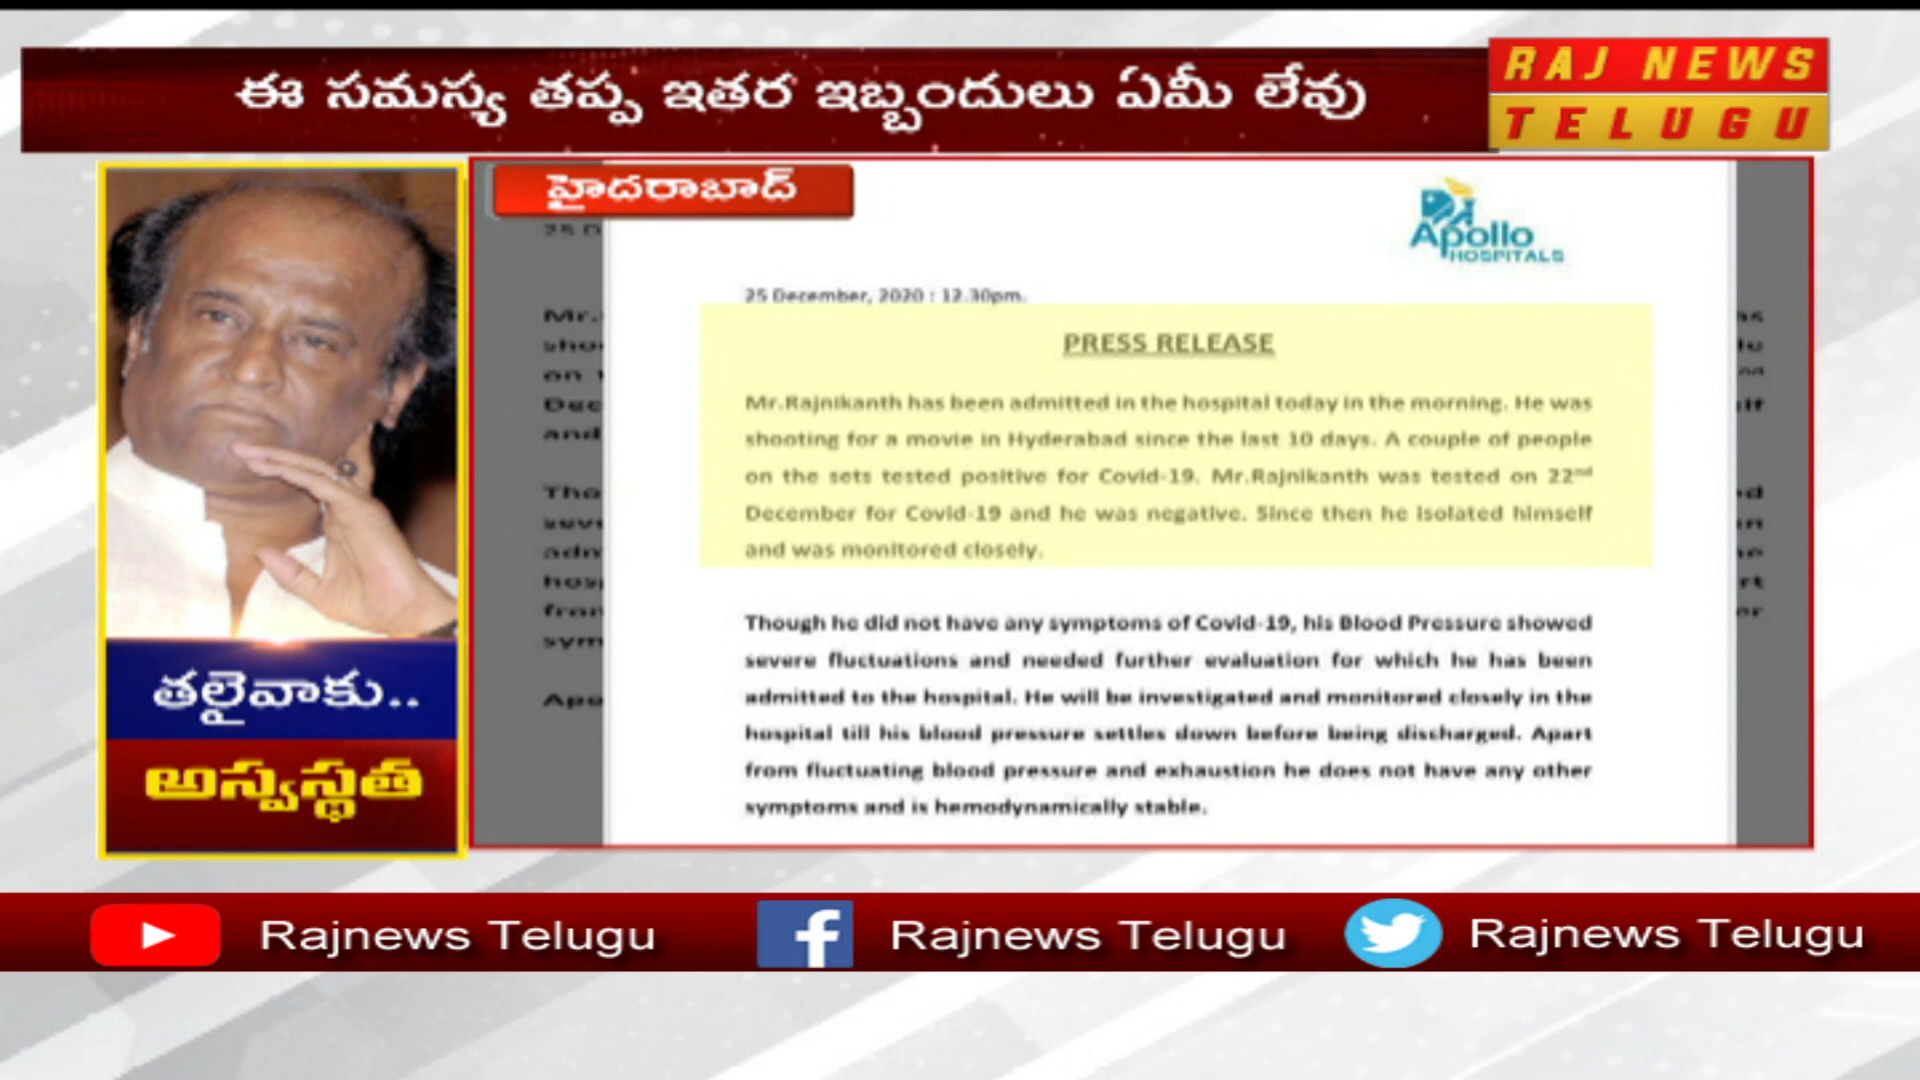 ఈ సమస్య తప్ప ఇతర ఇబ్బందులు ఏమీ లేవు
RAJ NEWS
TELUGU
హైదరాబాద్
Apollo
HOSPITALS
25 December, 2020 : 12.30pm.
PRESS RELEASE
Mr.Rajnikanth has been admitted in the hospital today in the morning. He was
shooting for a movie in Hyderabad since the last 10 days. A couple of people
on the sets tested positive for Covid-19. Mr.Rajnikanth was tested on 22nd
December for Covid-19 and he was negative. Since then he isolated himself
and was monitored closely.
Though he did not have any symptoms of Covid-19, his Blood Pressure showed
severe fluctuations and needed further evaluation for which he has been
admitted to the hospital. He will be investigated and monitored closely in the
hospital till his blood pressure settles down before being discharged. Apart
from fluctuating blood pressure and exhaustion he does not have any other
symptoms and is hemodynamically stable.
తలైవాకు..
అస్వస్థత
Rajnews Telugu
Rajnews Telugu
Rajnews Telugu